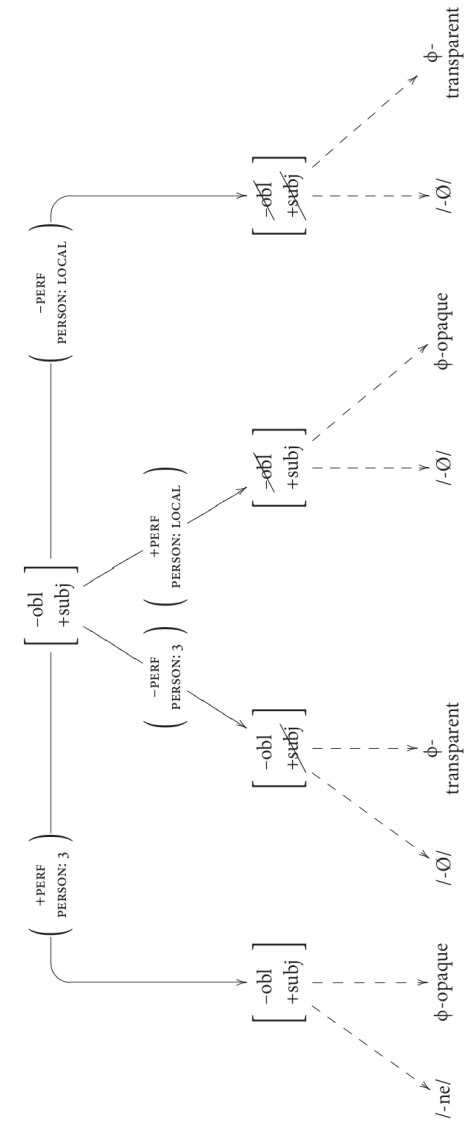 −obl
+subj
+PERF
PERSON: 3
−PERF
PERSON: 3
+PERF
PERSON: LOCAL
−PERF
PERSON: LOCAL
−obl
+subj
−obl
+subj
−obl
+subj
−obl
+subj
/-ne/
ϕ-opaque
/-Ø/
ϕ-
transparent
/-Ø/
ϕ-opaque
/-Ø/
ϕ-
transparent